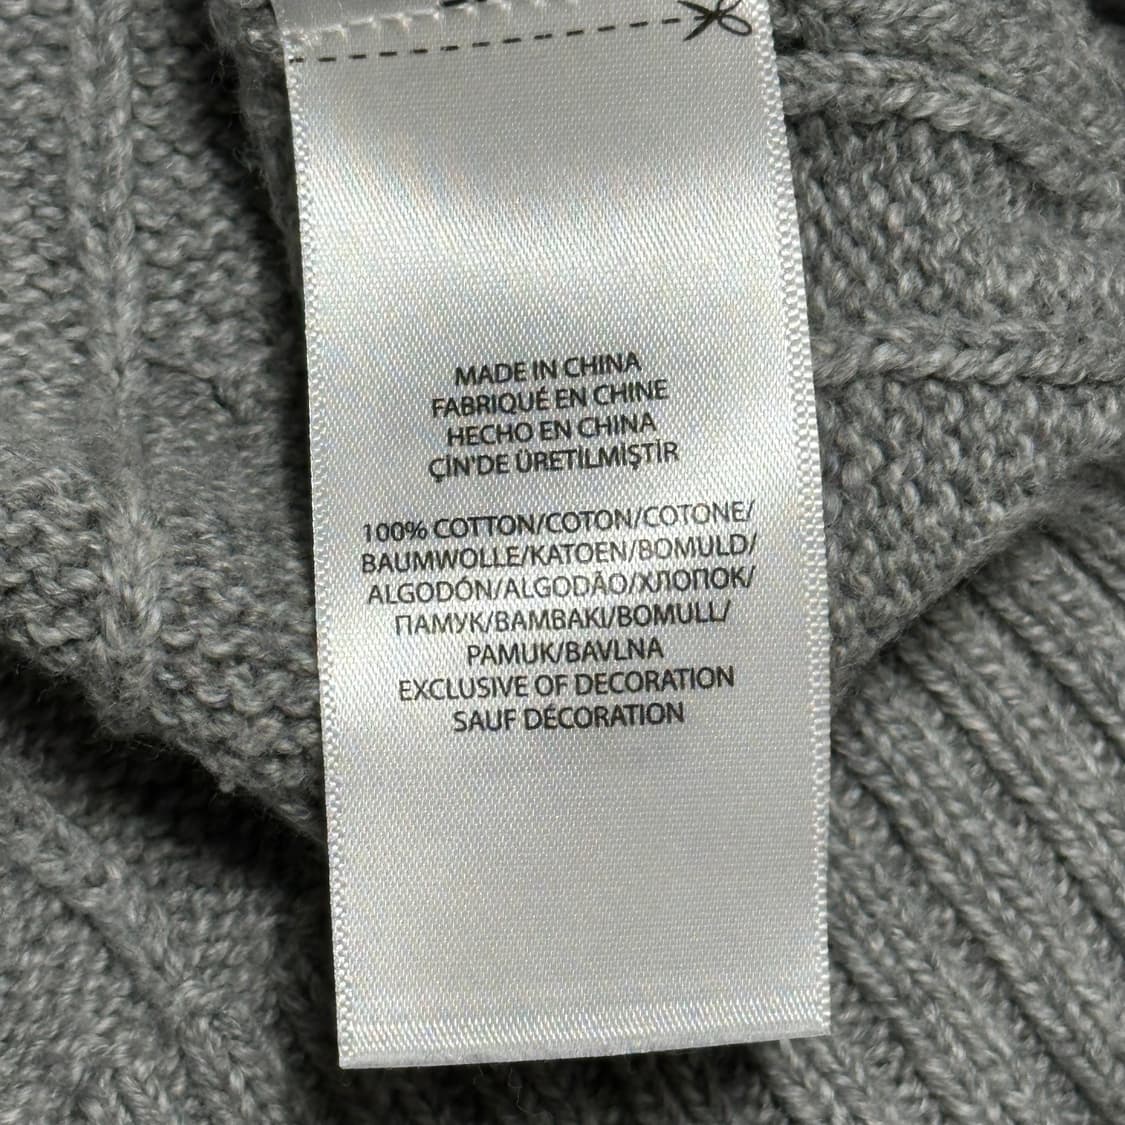 MADE IN CHINA
FABRIQUÉ EN CHINE
HECHO EN CHINA
ÇİN'DE ÜRETİLMİŞTİR
100% COTTON/COTON/COTONE/
BAUMWOLLE/KATOEN/BOMULD/
ALGODÓN/ALGODÃO/ХЛОПОК/
ПАМУК/BAMBAKI/BOMULL/
PAMUK/BAVLNA
EXCLUSIVE OF DECORATION
SAUF DÉCORATION